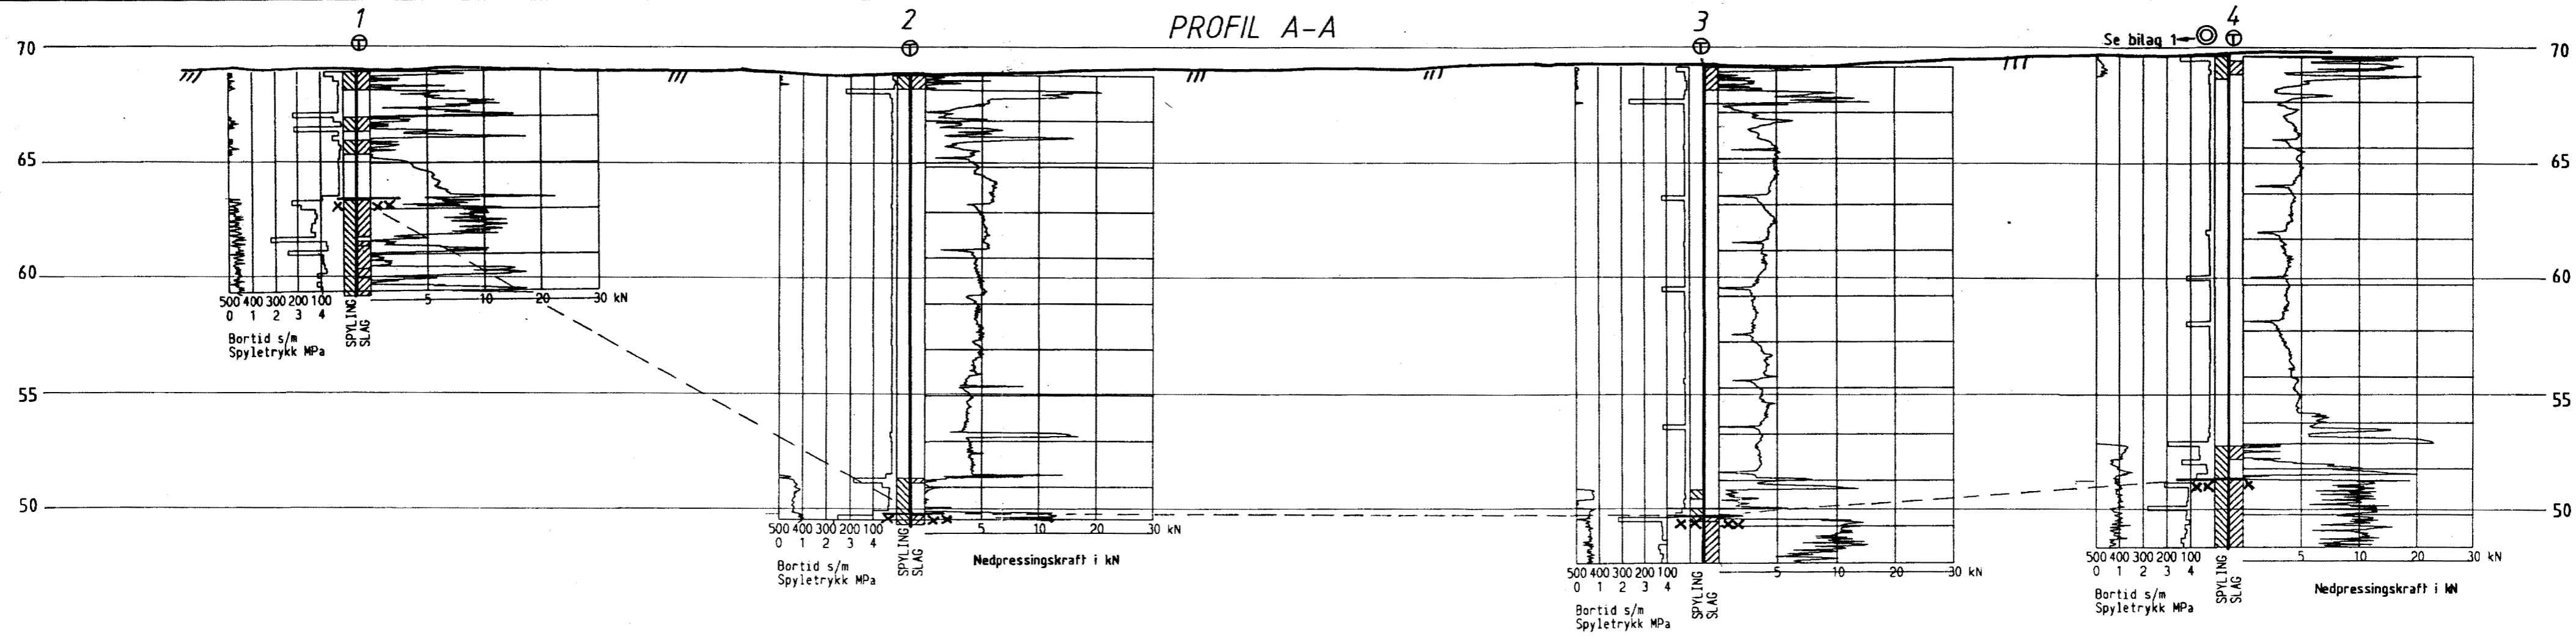 PROFIL A-A
1 2 3 4
T T T Se bilag 1 T
70 70
65 65
60 60
55 55
50 50
500 400 300 200 100 5 10 20 30 kN
0 1 2 3 4
Bortid s/m
Spyletrykk MPa
SPYLING
SLAG
500 400 300 200 100 5 10 20 30 kN
0 1 2 3 4
Bortid s/m
Spyletrykk MPa
SPYLING
SLAG
Nedpressingskraft i kN
500 400 300 200 100 5 10 20 30 kN
0 1 2 3 4
Bortid s/m
Spyletrykk MPa
SPYLING
SLAG
500 400 300 200 100 5 10 20 30 kN
0 1 2 3 4
Bortid s/m
Spyletrykk MPa
SPYLING
SLAG
Nedpressingskraft i kN